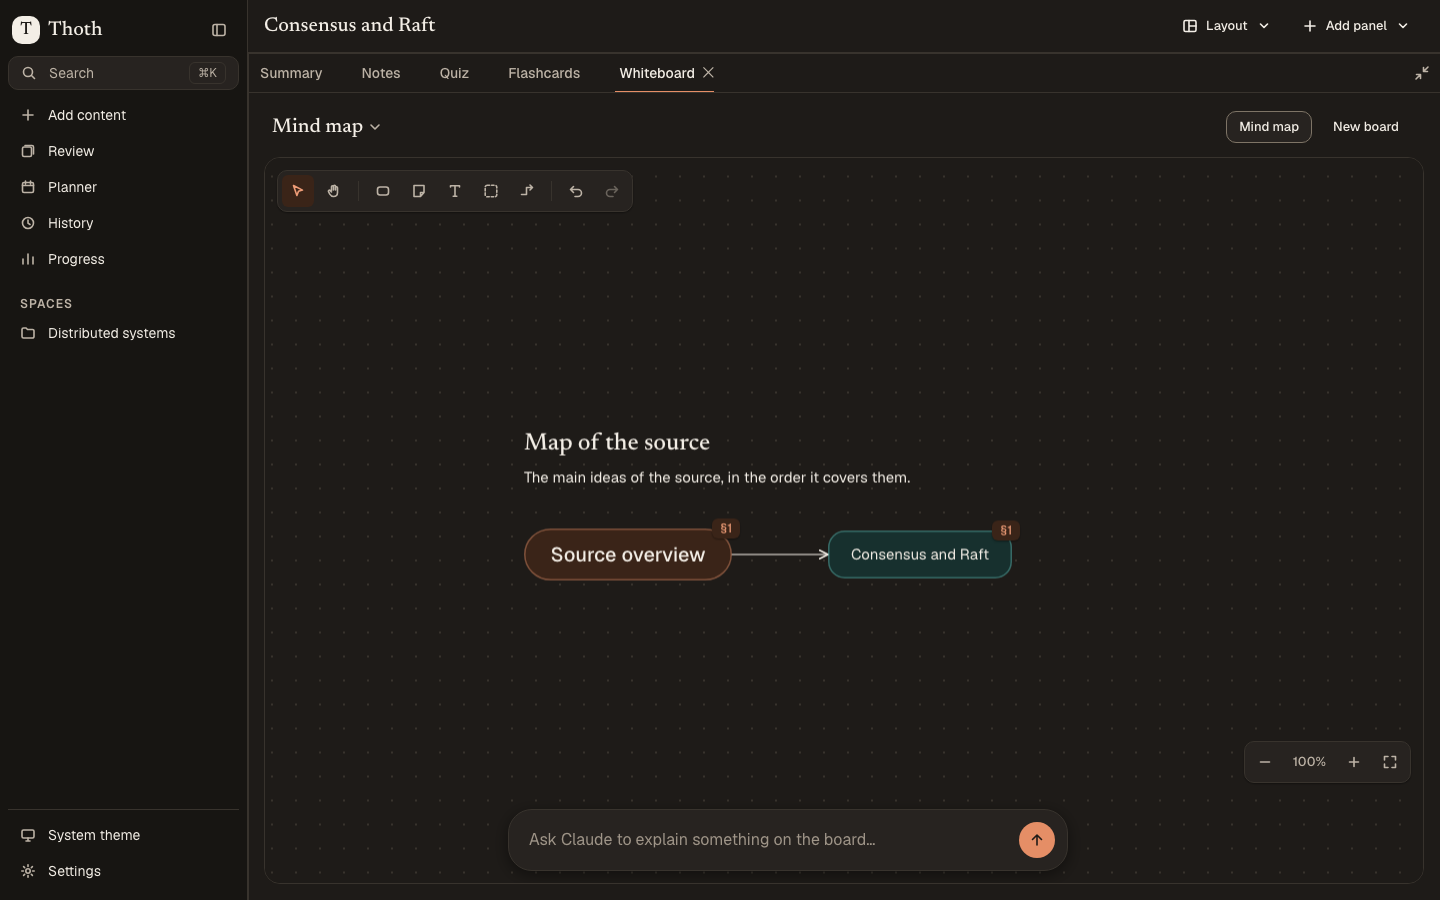 T Thoth
Search ⌘K
Add content
Review
Planner
History
Progress
SPACES
Distributed systems
System theme
Settings
Consensus and Raft
Layout
Add panel
Summary Notes Quiz Flashcards Whiteboard
Mind map
Mind map New board
T
Map of the source
The main ideas of the source, in the order it covers them.
§1
Source overview
§1
Consensus and Raft
100%
Ask Claude to explain something on the board...